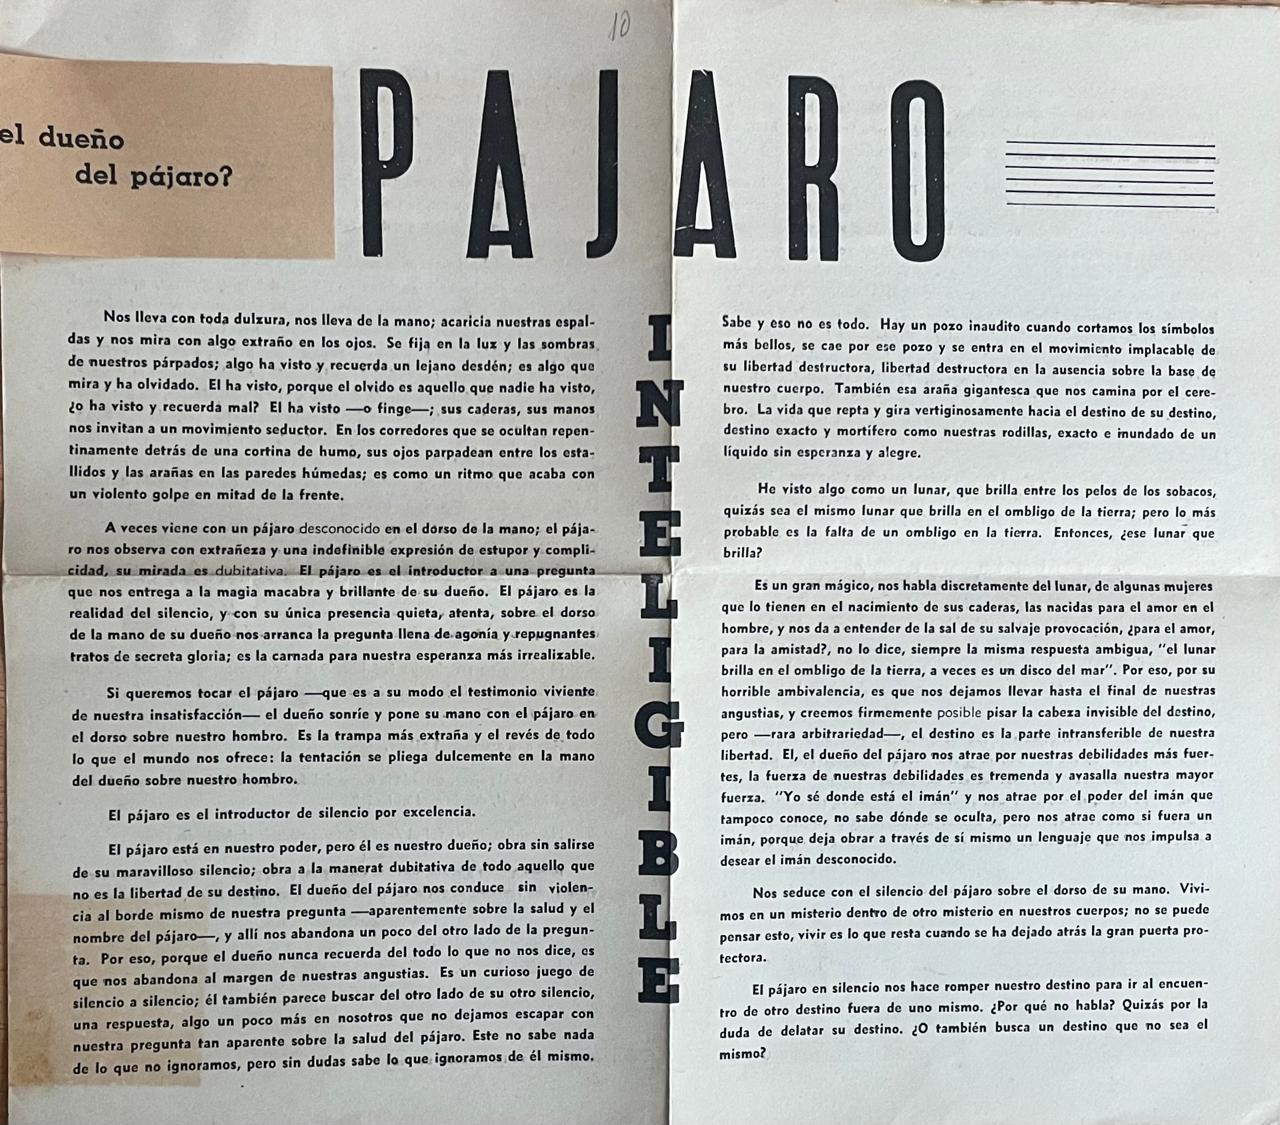 10
el dueño
del pájaro?
PAJARO
INTELIGIBLE
Nos lleva con toda dulzura, nos lleva de la mano; acaricia nuestras espal-
das y nos mira con algo extraño en los ojos. Se fija en la luz y las sombras
de nuestros párpados; algo ha visto y recuerda un lejano desdén; es algo que
mira y ha olvidado. El ha visto, porque el olvido es aquello que nadie ha visto,
¿o ha visto y recuerda mal? El ha visto —o finge—; sus caderas, sus manos
nos invitan a un movimiento seductor. En los corredores que se ocultan repen-
tinamente detrás de una cortina de humo, sus ojos parpadean entre los esta-
llidos y las arañas en las paredes húmedas; es como un ritmo que acaba con
un violento golpe en mitad de la frente.
A veces viene con un pájaro desconocido en el dorso de la mano; el pája-
ro nos observa con extrañeza y una indefinible expresión de estupor y compli-
cidad, su mirada es dubitativa. El pájaro es el introductor a una pregunta
que nos entrega a la magia macabra y brillante de su dueño. El pájaro es la
realidad del silencio, y con su única presencia quieta, atenta, sobre el dorso
de la mano de su dueño nos arranca la pregunta llena de agonía y repugnantes
tratos de secreta gloria; es la carnada para nuestra esperanza más irrealizable.
Si queremos tocar el pájaro —que es a su modo el testimonio viviente
de nuestra insatisfacción— el dueño sonríe y pone su mano con el pájaro en
el dorso sobre nuestro hombro. Es la trampa más extraña y el revés de todo
lo que el mundo nos ofrece: la tentación se pliega dulcemente en la mano
del dueño sobre nuestro hombro.
El pájaro es el introductor de silencio por excelencia.
El pájaro está en nuestro poder, pero él es nuestro dueño; obra sin salirse
de su maravilloso silencio; obra a la manerat dubitativa de todo aquello que
no es la libertad de su destino. El dueño del pájaro nos conduce sin violen-
cia al borde mismo de nuestra pregunta —aparentemente sobre la salud y el
nombre del pájaro—, y allí nos abandona un poco del otro lado de la pregun-
ta. Por eso, porque el dueño nunca recuerda del todo lo que no nos dice, es
que nos abandona al margen de nuestras angustias. Es un curioso juego de
silencio a silencio; él también parece buscar del otro lado de su otro silencio,
una respuesta, algo un poco más en nosotros que no dejamos escapar con
nuestra pregunta tan aparente sobre la salud del pájaro. Este no sabe nada
de lo que no ignoramos, pero sin dudas sabe lo que ignoramos de él mismo.
Sabe y eso no es todo. Hay un pozo inaudito cuando cortamos los símbolos
más bellos, se cae por ese pozo y se entra en el movimiento implacable de
su libertad destructora, libertad destructora en la ausencia sobre la base de
nuestro cuerpo. También esa araña gigantesca que nos camina por el cere-
bro. La vida que repta y gira vertiginosamente hacia el destino de su destino,
destino exacto y mortífero como nuestras rodillas, exacto e inundado de un
líquido sin esperanza y alegre.
He visto algo como un lunar, que brilla entre los pelos de los sobacos,
quizás sea el mismo lunar que brilla en el ombligo de la tierra; pero lo más
probable es la falta de un ombligo en la tierra. Entonces, ¿ese lunar que
brilla?
Es un gran mágico, nos habla discretamente del lunar, de algunas mujeres
que lo tienen en el nacimiento de sus caderas, las nacidas para el amor en el
hombre, y nos da a entender de la sal de su salvaje provocación, ¿para el amor,
para la amistad?, no lo dice, siempre la misma respuesta ambigua, "el lunar
brilla en el ombligo de la tierra, a veces es un disco del mar". Por eso, por su
horrible ambivalencia, es que nos dejamos llevar hasta el final de nuestras
angustias, y creemos firmemente posible pisar la cabeza invisible del destino,
pero —rara arbitrariedad—, el destino es la parte intransferible de nuestra
libertad. El, el dueño del pájaro nos atrae por nuestras debilidades más fuer-
tes, la fuerza de nuestras debilidades es tremenda y avasalla nuestra mayor
fuerza. "Yo sé donde está el imán" y nos atrae por el poder del imán que
tampoco conoce, no sabe dónde se oculta, pero nos atrae como si fuera un
imán, porque deja obrar a través de sí mismo un lenguaje que nos impulsa a
desear el imán desconocido.
Nos seduce con el silencio del pájaro sobre el dorso de su mano. Vivi-
mos en un misterio dentro de otro misterio en nuestros cuerpos; no se puede
pensar esto, vivir es lo que resta cuando se ha dejado atrás la gran puerta pro-
tectora.
El pájaro en silencio nos hace romper nuestro destino para ir al encuen-
tro de otro destino fuera de uno mismo. ¿Por qué no habla? Quizás por la
duda de delatar su destino. ¿O también busca un destino que no sea el
mismo?